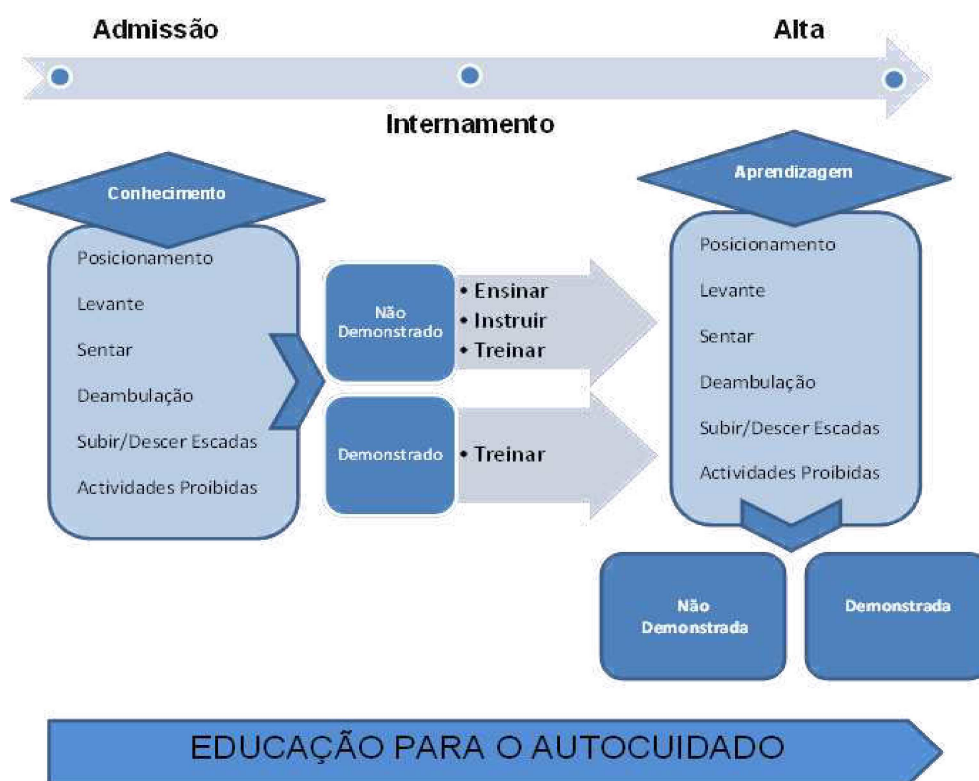 Admissão
Alta
Internamento
Conhecimento
Posicionamento
Levante
Sentar
Deambulação
Subir/Descer Escadas
Actividades Proibidas
Não
Demonstrado
• Ensinar
• Instruir
• Treinar
Demonstrado
• Treinar
Aprendizagem
Posicionamento
Levante
Sentar
Deambulação
Subir/Descer Escadas
Actividades Proibidas
Não
Demonstrada
Demonstrada
EDUCAÇÃO PARA O AUTOCUIDADO